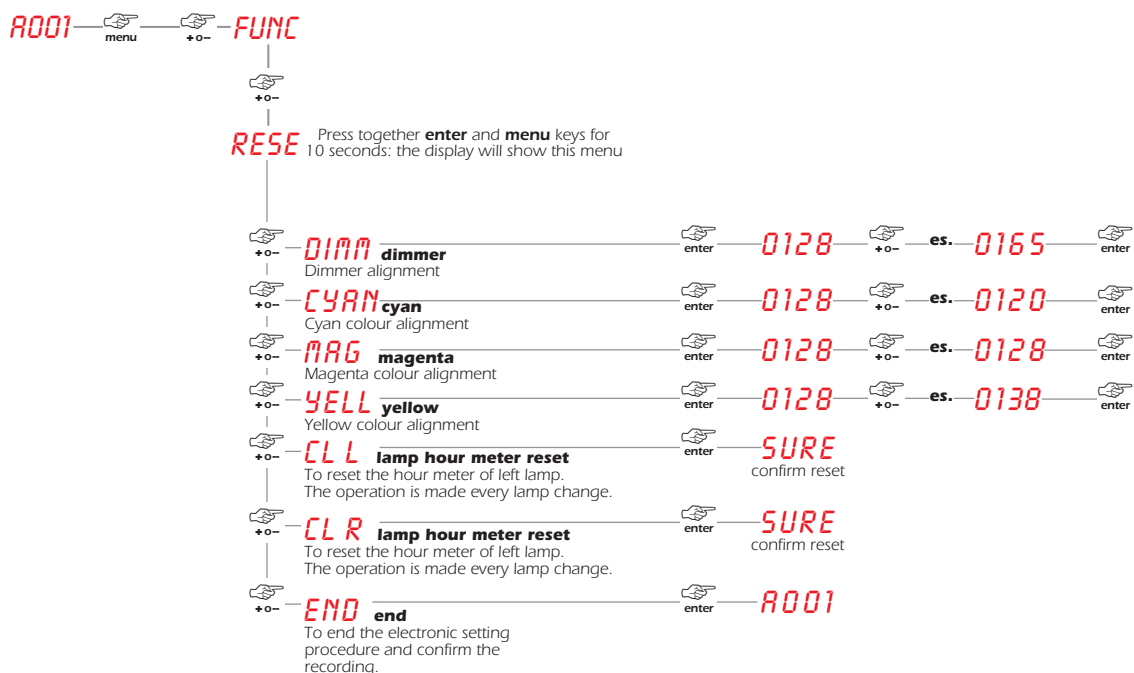 A001 menu +o– FUNC
+o–
RESE Press together enter and menu keys for
10 seconds: the display will show this menu
+o– DIMM dimmer enter 0128 +o– es. 0165 enter
Dimmer alignment
+o– CYAN cyan enter 0128 +o– es. 0120 enter
Cyan colour alignment
+o– MAG magenta enter 0128 +o– es. 0128 enter
Magenta colour alignment
+o– YELL yellow enter 0128 +o– es. 0138 enter
Yellow colour alignment
+o– CL L lamp hour meter reset enter SURE
confirm reset
To reset the hour meter of left lamp.
The operation is made every lamp change.
+o– CL R lamp hour meter reset enter SURE
confirm reset
To reset the hour meter of left lamp.
The operation is made every lamp change.
+o– END end enter A001
To end the electronic setting
procedure and confirm the
recording.